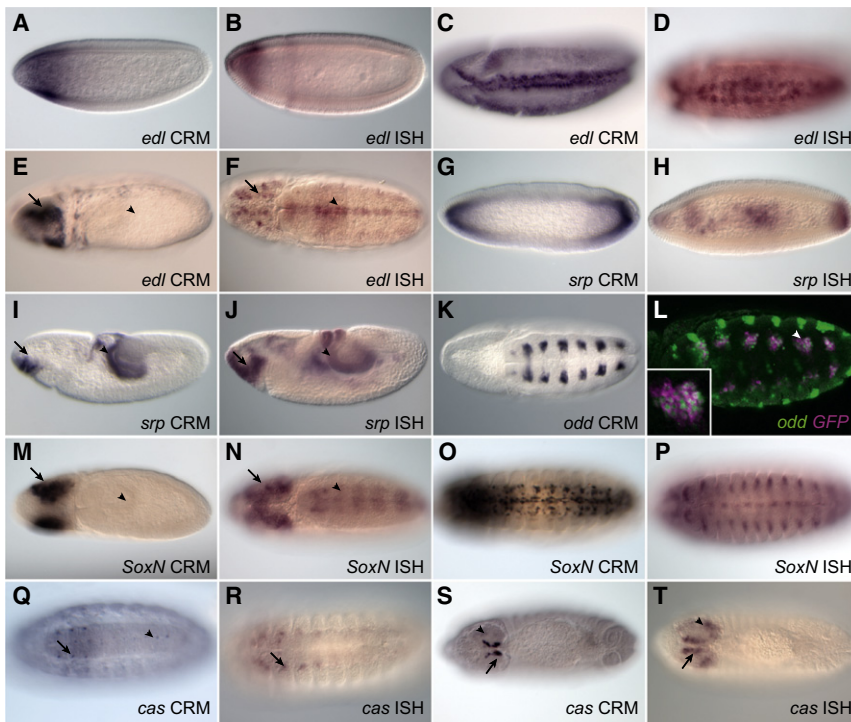 A
edl CRM
B
edl ISH
C
edl CRM
D
edl ISH
E
edl CRM
F
edl ISH
G
srp CRM
H
srp ISH
I
srp CRM
J
srp ISH
K
odd CRM
L
odd GFP
M
SoxN CRM
N
SoxN ISH
O
SoxN CRM
P
SoxN ISH
Q
cas CRM
R
cas ISH
S
cas CRM
T
cas ISH